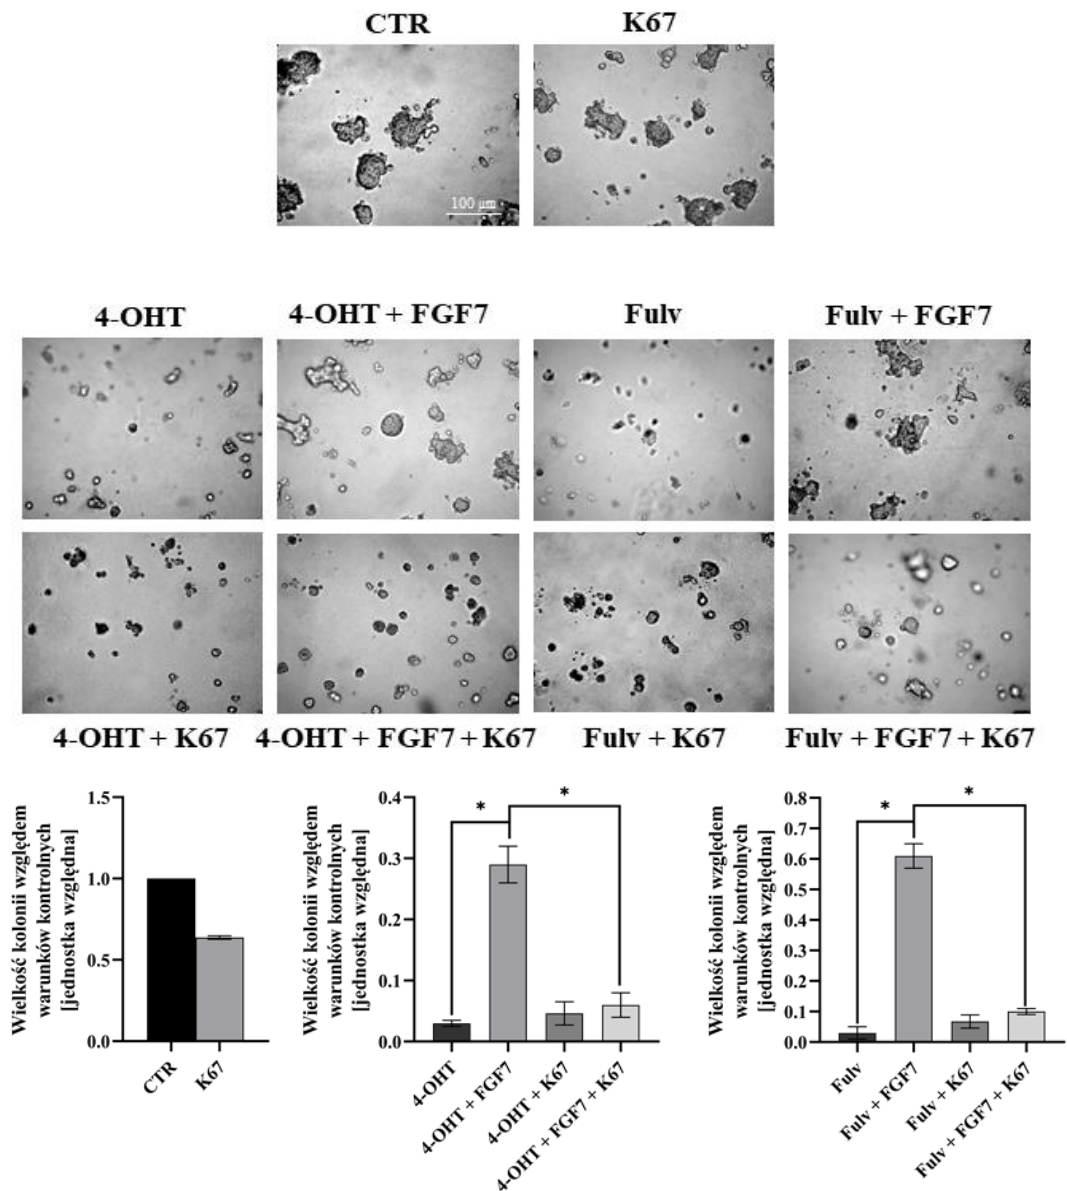 CTR
K67
100 µm
4-OHT
4-OHT + FGF7
Fulv
Fulv + FGF7
4-OHT + K67
4-OHT + FGF7 + K67
Fulv + K67
Fulv + FGF7 + K67
Wielkość kolonii względem
warunków kontrolnych
[jednostka względna]
1.5
1.0
0.5
0.0
CTR
K67
Wielkość kolonii względem
warunków kontrolnych
[jednostka względna]
0.4
0.3
0.2
0.1
0.0
*
*
4-OHT
4-OHT + FGF7
4-OHT + K67
4-OHT + FGF7 + K67
Wielkość kolonii względem
warunków kontrolnych
[jednostka względna]
0.8
0.7
0.6
0.5
0.4
0.3
0.2
0.1
0.0
*
*
Fulv
Fulv + FGF7
Fulv + K67
Fulv + FGF7 + K67